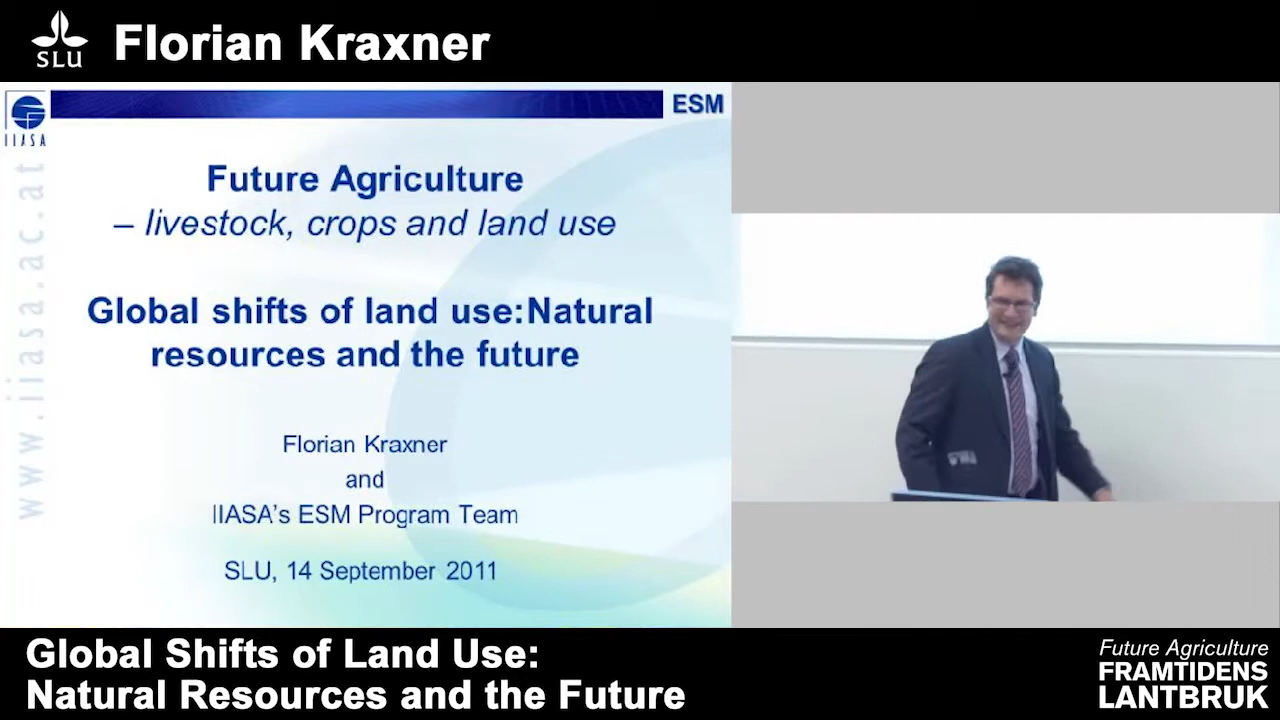 SLU
Florian Kraxner
IIASA
ESM
www.iiasa.ac.at
Future Agriculture
– livestock, crops and land use
Global shifts of land use:Natural
resources and the future
Florian Kraxner
and
IIASA’s ESM Program Team
SLU, 14 September 2011
Global Shifts of Land Use:
Natural Resources and the Future
Future Agriculture
FRAMTIDENS
LANTBRUK